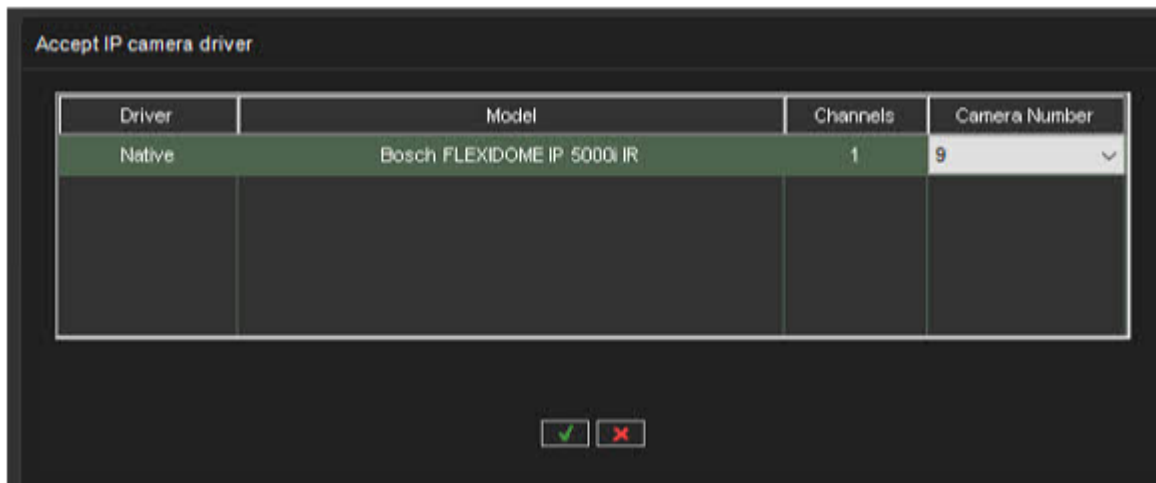 Accept IP camera driver
Driver Model Channels Camera Number
Native Bosch FLEXIDOME IP 5000i IR 1 9